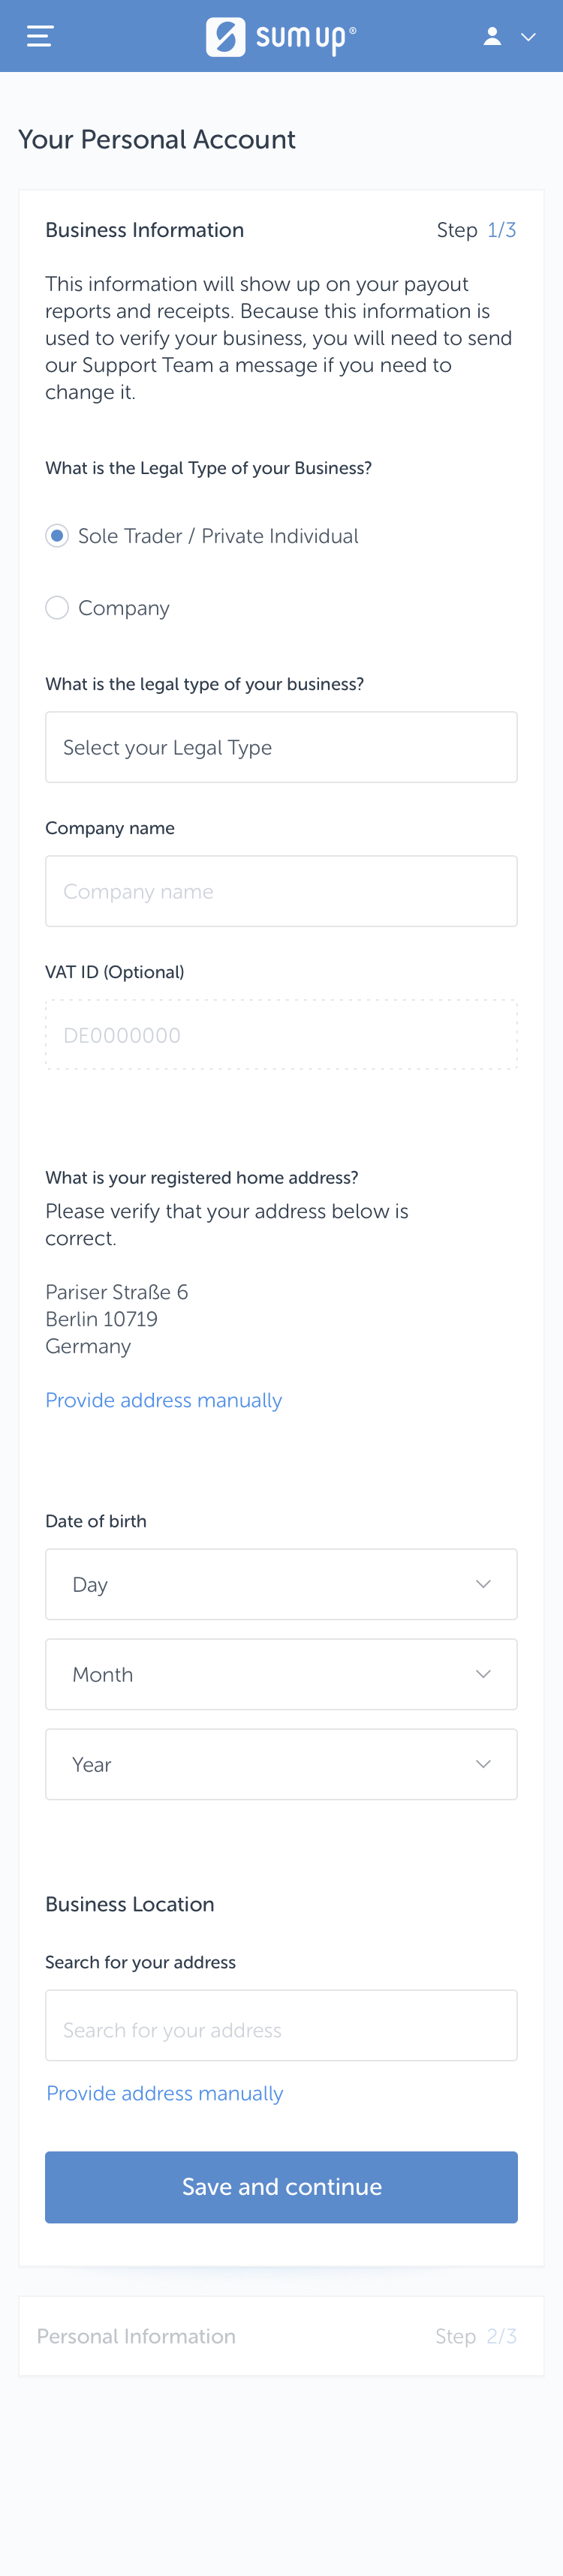 sumup®
Your Personal Account
Business Information
Step 1/3
This information will show up on your payout
reports and receipts. Because this information is
used to verify your business, you will need to send
our Support Team a message if you need to
change it.
What is the Legal Type of your Business?
Sole Trader / Private Individual
Company
What is the legal type of your business?
Select your Legal Type
Company name
Company name
VAT ID (Optional)
DE0000000
What is your registered home address?
Please verify that your address below is
correct.
Pariser Straße 6
Berlin 10719
Germany
Provide address manually
Date of birth
Day
Month
Year
Business Location
Search for your address
Search for your address
Provide address manually
Save and continue
Personal Information
Step 2/3